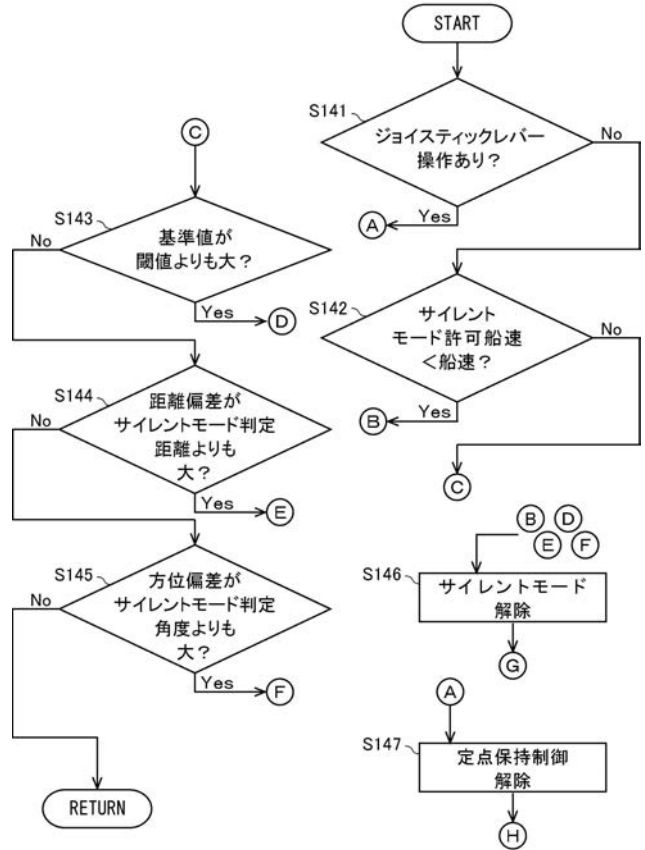 START
S141
ジョイスティックレバー
操作あり?
No
Yes
A
S142
サイレント
モード許可船速
<船速?
No
Yes
B
C
C
S143
基準値が
閾値よりも大?
No
Yes
D
S144
距離偏差が
サイレントモード判定
距離よりも
大?
No
Yes
E
S145
方位偏差が
サイレントモード判定
角度よりも
大?
No
Yes
F
RETURN
B D
E F
S146
サイレントモード
解除
G
A
S147
定点保持制御
解除
H